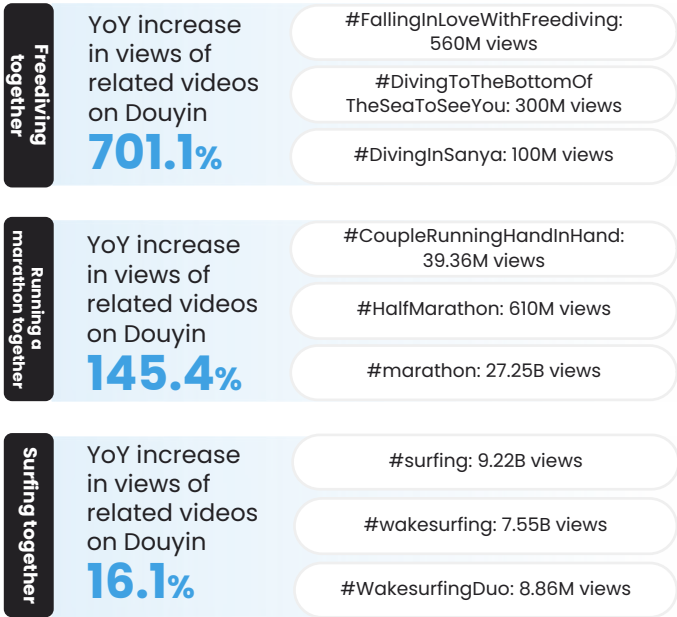 Freediving
together
YoY increase
in views of
related videos
on Douyin
701.1%
#FallingInLoveWithFreediving:
560M views
#DivingToTheBottomOf
TheSeaToSeeYou: 300M views
#DivingInSanya: 100M views
Running a
marathon together
YoY increase
in views of
related videos
on Douyin
145.4%
#CoupleRunningHandInHand:
39.36M views
#HalfMarathon: 610M views
#marathon: 27.25B views
Surfing together
YoY increase
in views of
related videos
on Douyin
16.1%
#surfing: 9.22B views
#wakesurfing: 7.55B views
#WakesurfingDuo: 8.86M views